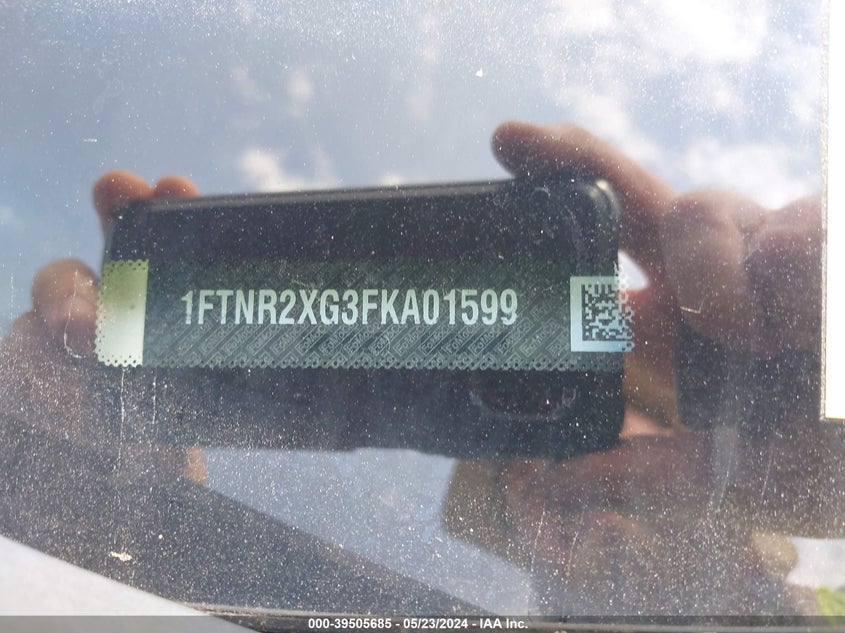 1FTNR2XG3FKA01599
000-39505685 - 05/23/2024 - IAA Inc.